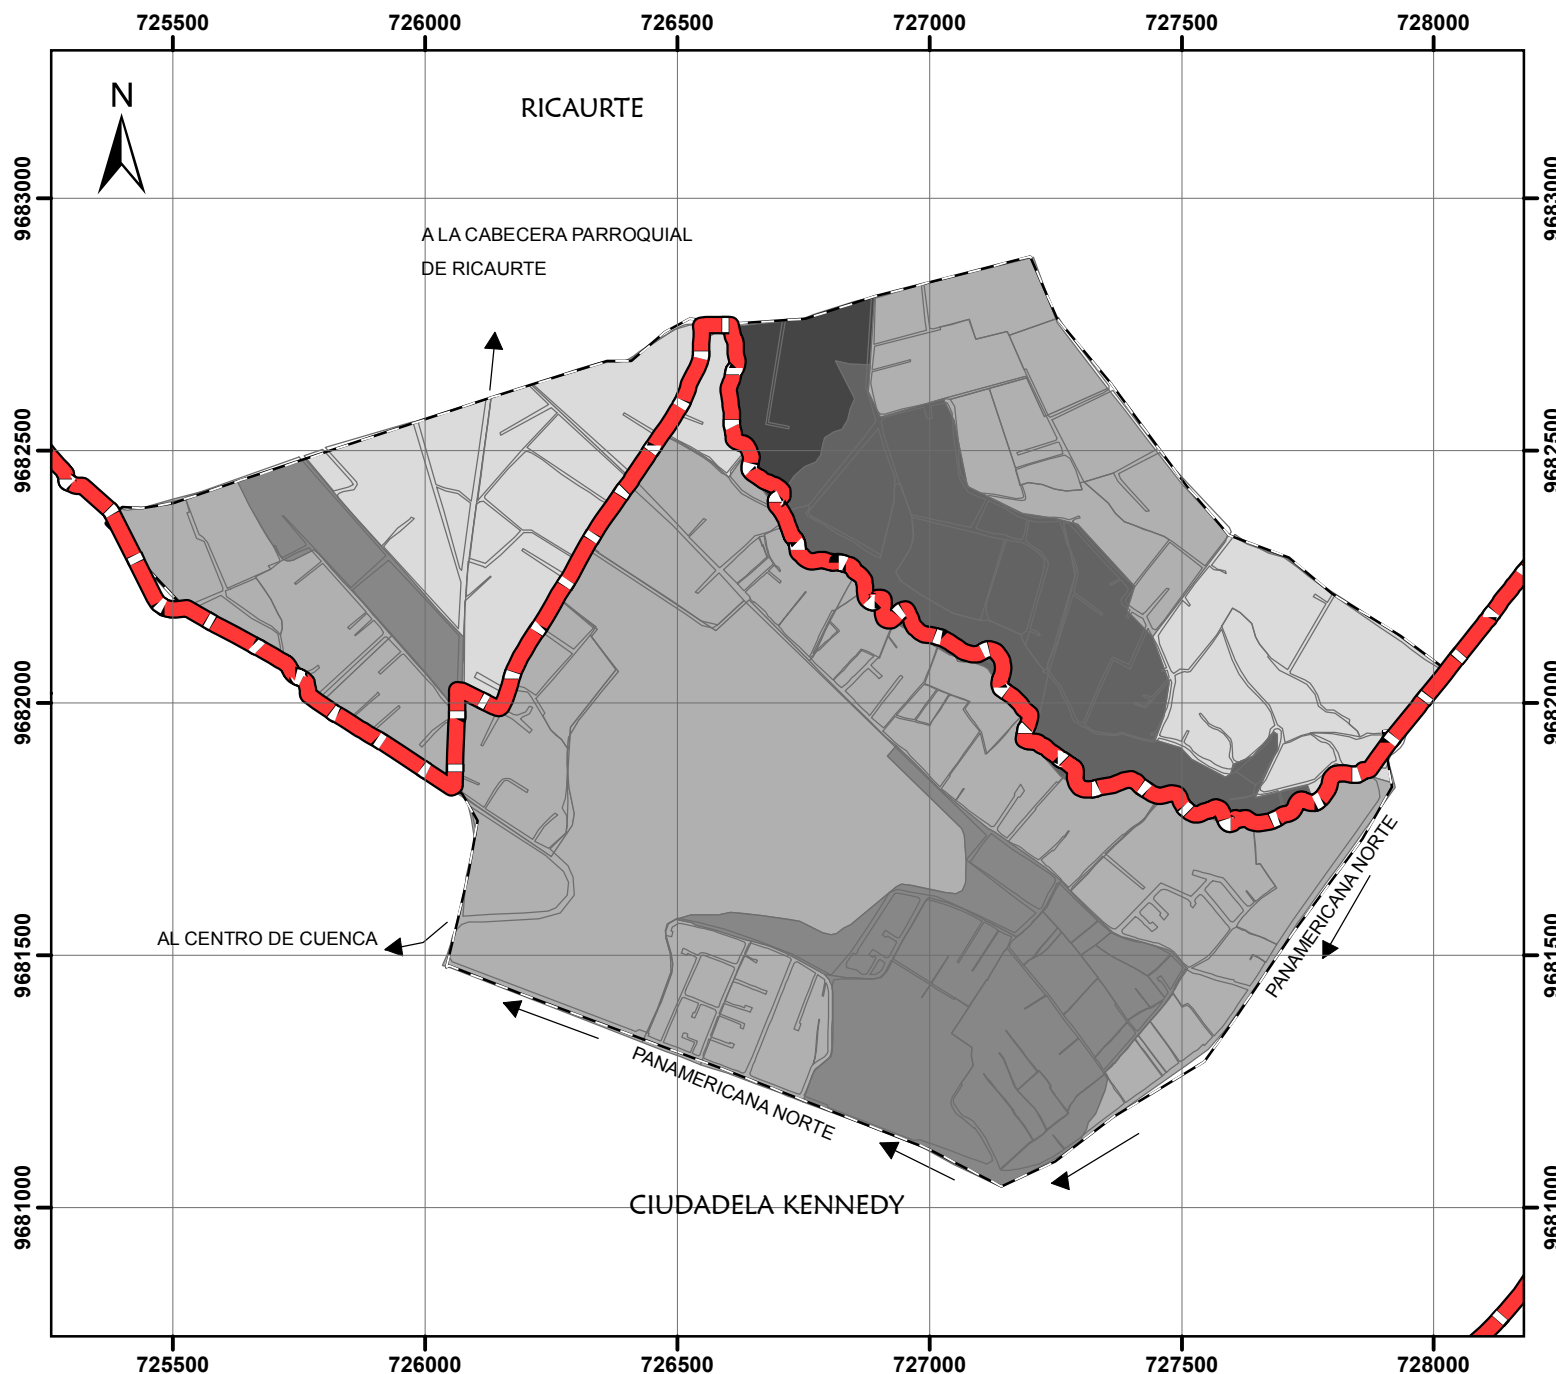 725500 726000 726500 727000 727500 728000
N
RICAURTE
9683000 9683000
A LA CABECERA PARROQUIAL
DE RICAURTE
9682500 9682500
9682000 9682000
PANAMERICANA NORTE
AL CENTRO DE CUENCA
9681500 9681500
PANAMERICANA NORTE
CIUDADELA KENNEDY
9681000 9681000
725500 726000 726500 727000 727500 728000